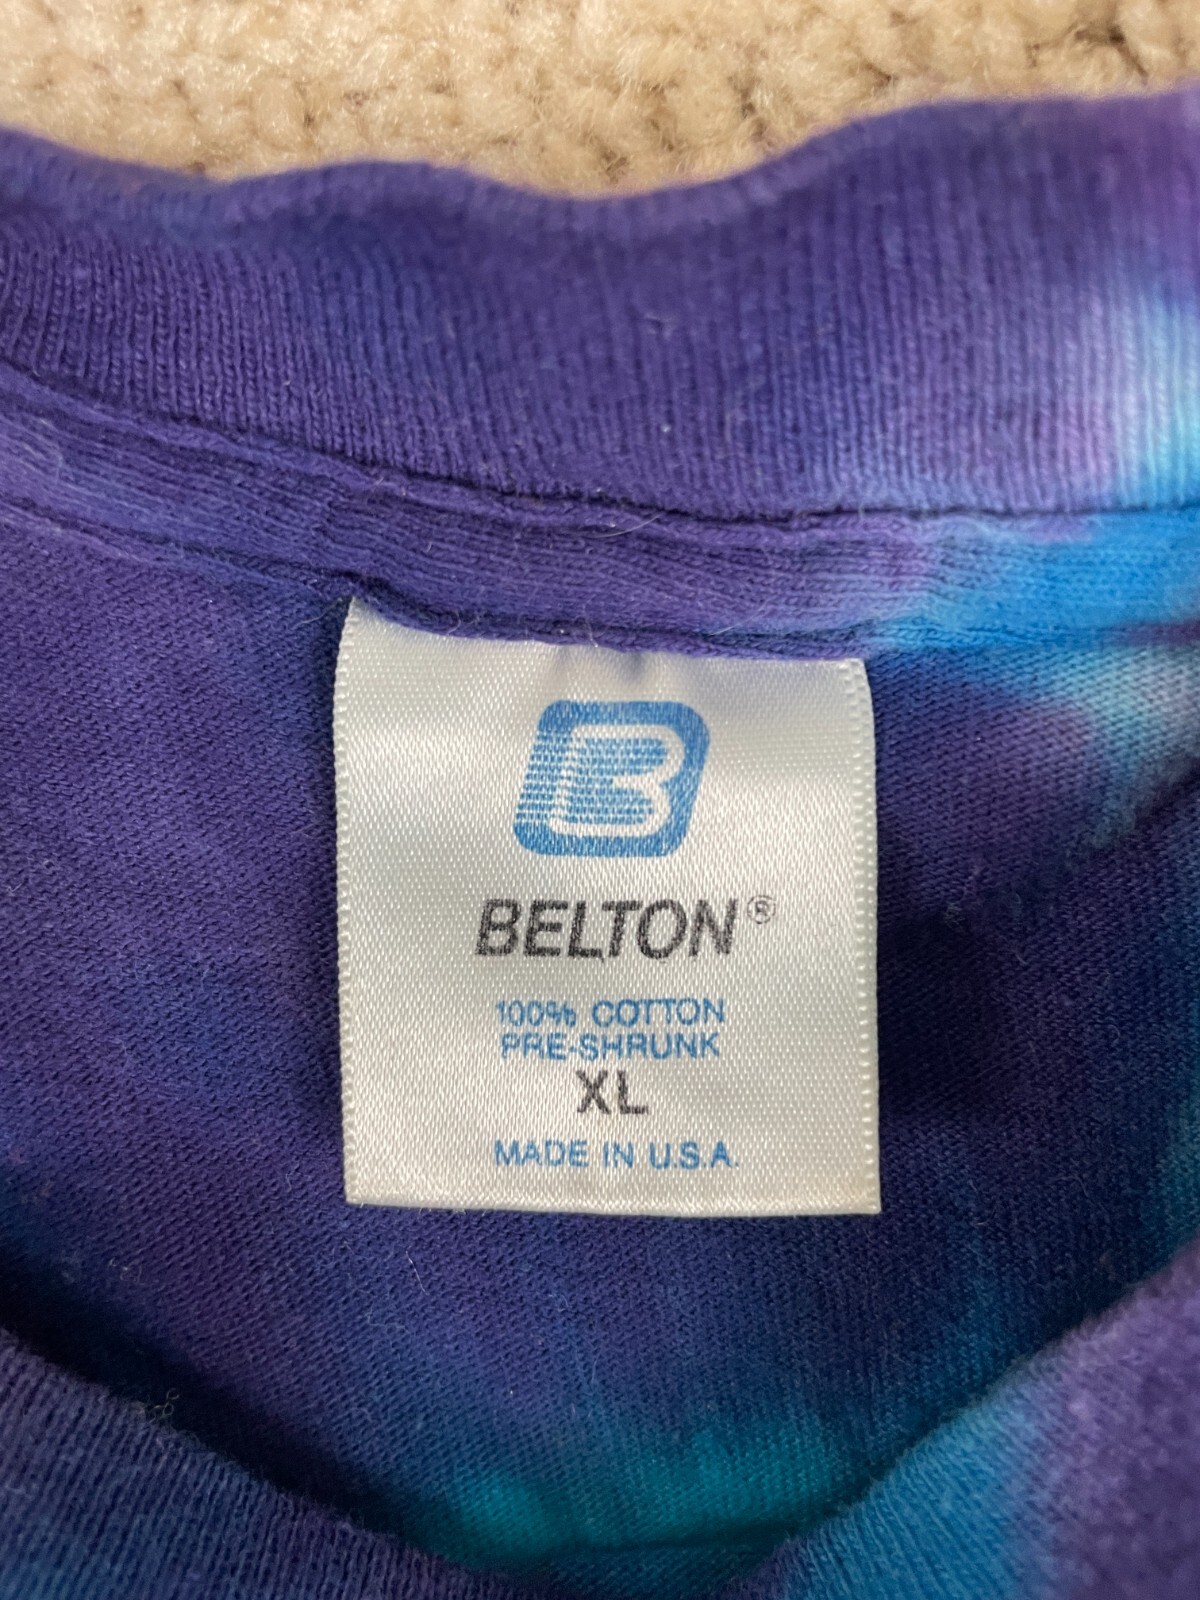 B
BELTON®
100% COTTON
PRE-SHRUNK
XL
MADE IN U.S.A.